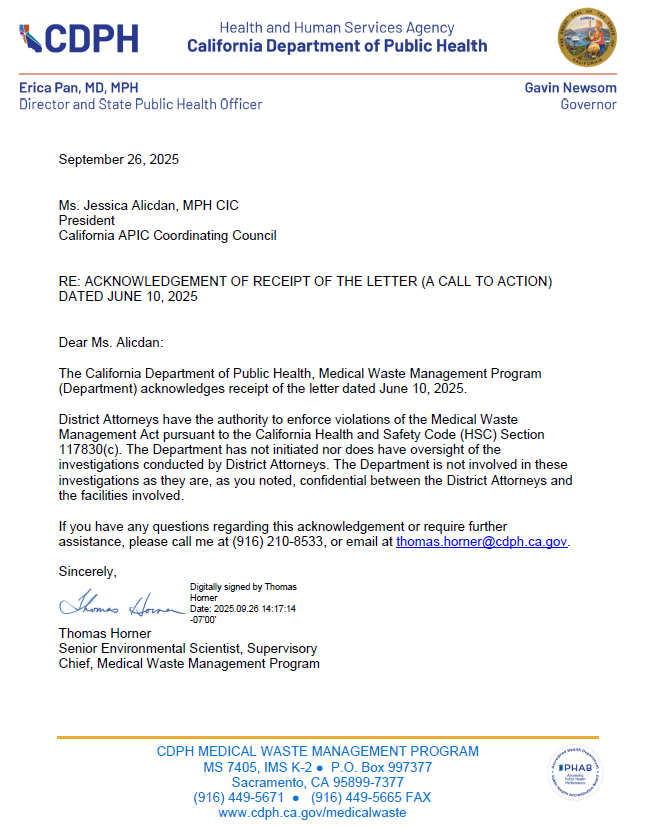 CDPH
Health and Human Services Agency
California Department of Public Health
Erica Pan, MD, MPH
Director and State Public Health Officer
Gavin Newsom
Governor
September 26, 2025
Ms. Jessica Alicdan, MPH CIC
President
California APIC Coordinating Council
RE: ACKNOWLEDGEMENT OF RECEIPT OF THE LETTER (A CALL TO ACTION)
DATED JUNE 10, 2025
Dear Ms. Alicdan:
The California Department of Public Health, Medical Waste Management Program
(Department) acknowledges receipt of the letter dated June 10, 2025.
District Attorneys have the authority to enforce violations of the Medical Waste
Management Act pursuant to the California Health and Safety Code (HSC) Section
117830(c). The Department has not initiated nor does have oversight of the
investigations conducted by District Attorneys. The Department is not involved in these
investigations as they are, as you noted, confidential between the District Attorneys and
the facilities involved.
If you have any questions regarding this acknowledgement or require further
assistance, please call me at (916) 210-8533, or email at thomas.horner@cdph.ca.gov.
Sincerely,
Thomas Horner
Digitally signed by Thomas
Horner
Date: 2025.09.26 14:17:14
-07'00'
Thomas Horner
Senior Environmental Scientist, Supervisory
Chief, Medical Waste Management Program
CDPH MEDICAL WASTE MANAGEMENT PROGRAM
MS 7405, IMS K-2 ● P.O. Box 997377
Sacramento, CA 95899-7377
(916) 449-5671 ● (916) 449-5665 FAX
www.cdph.ca.gov/medicalwaste
PHAB
Advancing
Public Health
Performance